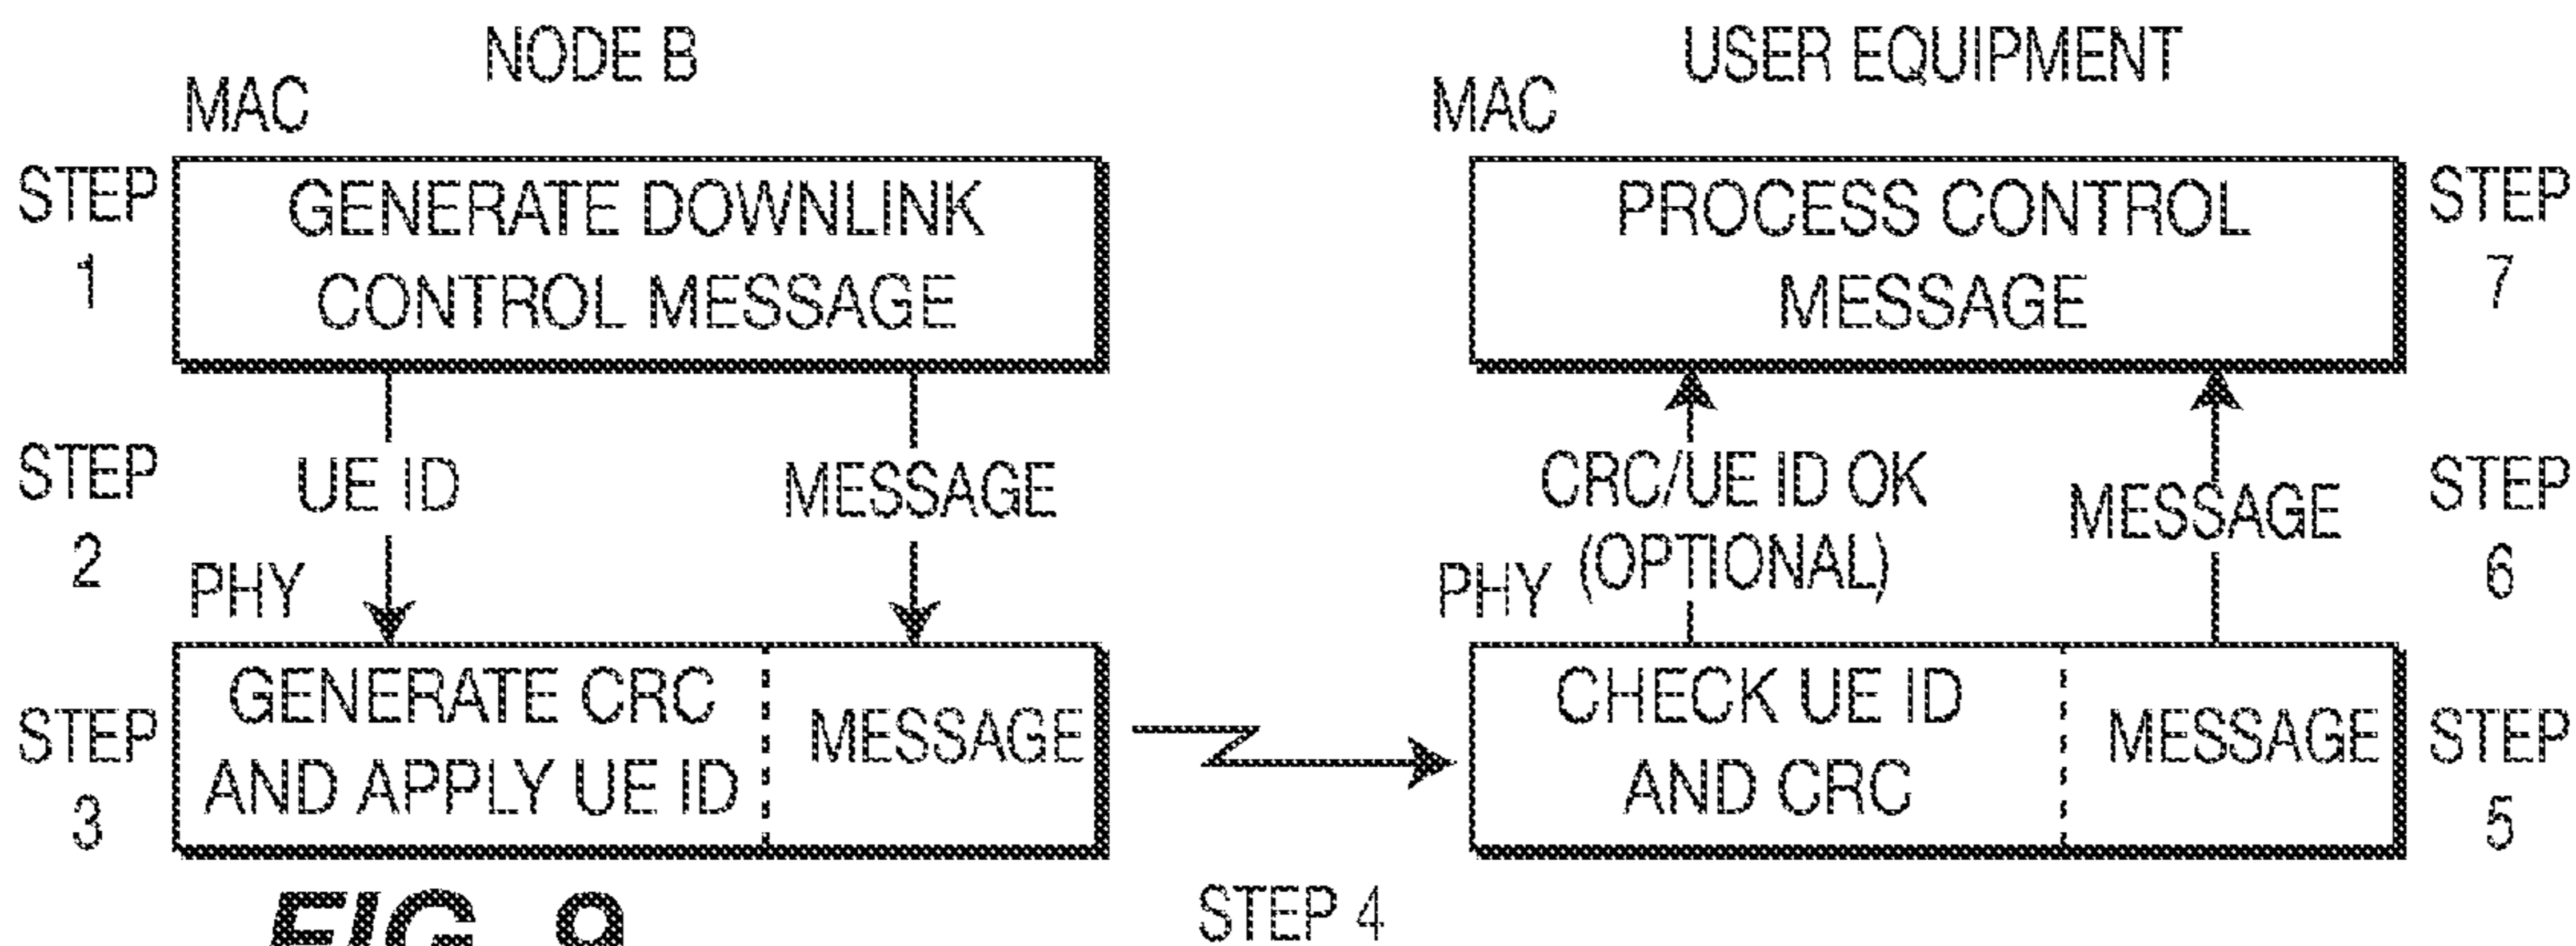 NODE B
MAC
STEP
1
GENERATE DOWNLINK
CONTROL MESSAGE
STEP
2
UE ID
MESSAGE
PHY
STEP
3
GENERATE CRC
AND APPLY UE ID
MESSAGE
STEP 4
USER EQUIPMENT
MAC
PROCESS CONTROL
MESSAGE
STEP
7
CRC/UE ID OK
(OPTIONAL)
MESSAGE
STEP
6
PHY
CHECK UE ID
AND CRC
MESSAGE
STEP
5
FIG. 9